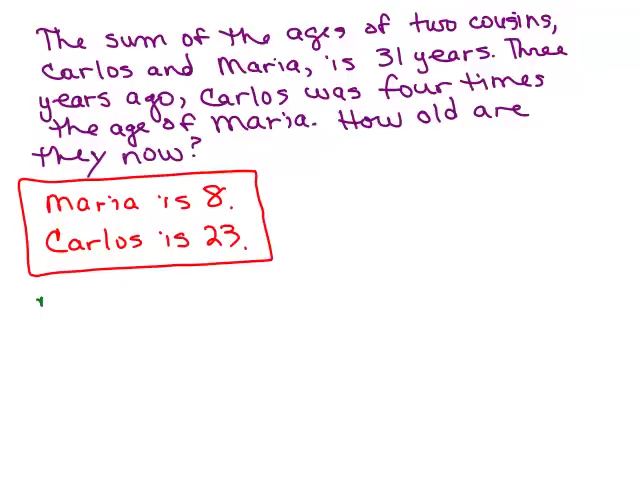 The sum of the ages of two cousins,
Carlos and Maria, is 31 years. Three
years ago, Carlos was four times
the age of Maria. How old are
they now?
Maria is 8.
Carlos is 23.